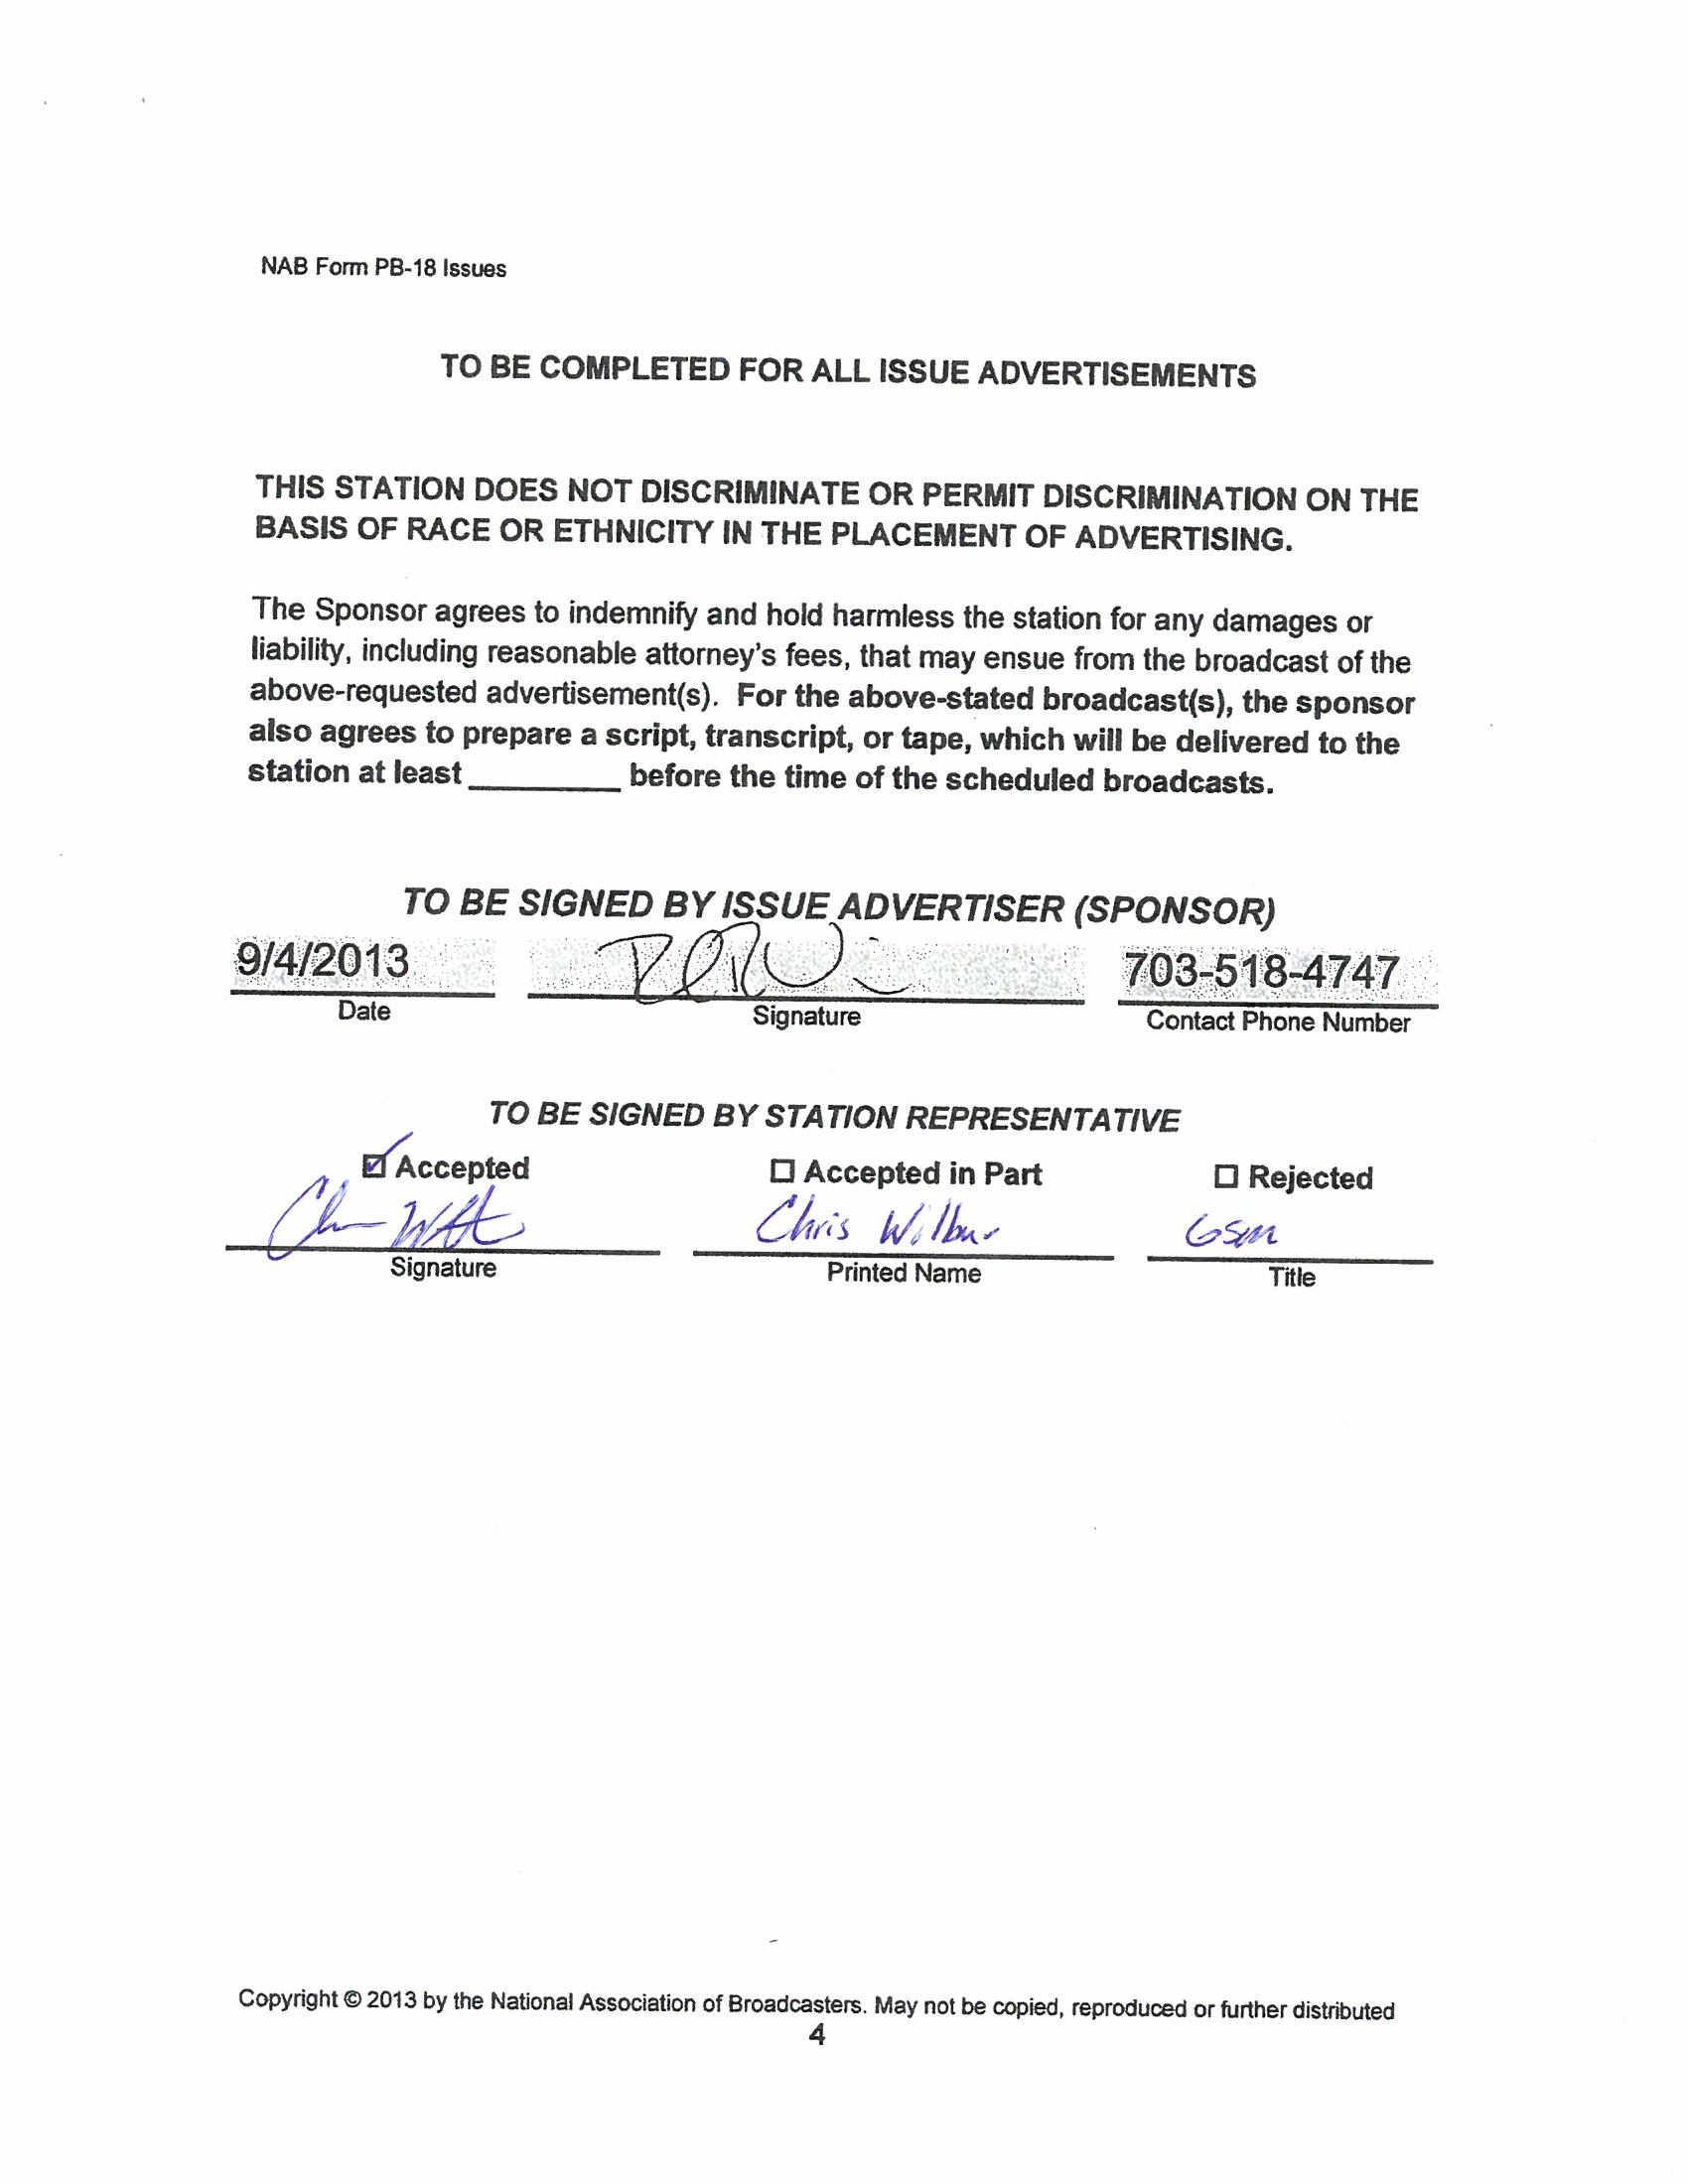 NAB Form PB-18 Issues
TO BE COMPLETED FOR ALL ISSUE ADVERTISEMENTS
THIS STATION DOES NOT DISCRIMINATE OR PERMIT DISCRIMINATION ON THE
BASIS OF RACE OR ETHNICITY IN THE PLACEMENT OF ADVERTISING.
The Sponsor agrees to indemnify and hold harmless the station for any damages or
liability, including reasonable attorney's fees, that may ensue from the broadcast of the
above-requested advertisement(s). For the above-stated broadcast(s), the sponsor
also agrees to prepare a script, transcript, or tape, which will be delivered to the
station at least _________ before the time of the scheduled broadcasts.
TO BE SIGNED BY ISSUE ADVERTISER (SPONSOR)
9/4/2013 703-518-4747
Date Signature Contact Phone Number
TO BE SIGNED BY STATION REPRESENTATIVE
☑ Accepted ☐ Accepted in Part ☐ Rejected
Chris Wilbur GSM
Signature Printed Name Title
Copyright © 2013 by the National Association of Broadcasters. May not be copied, reproduced or further distributed
4